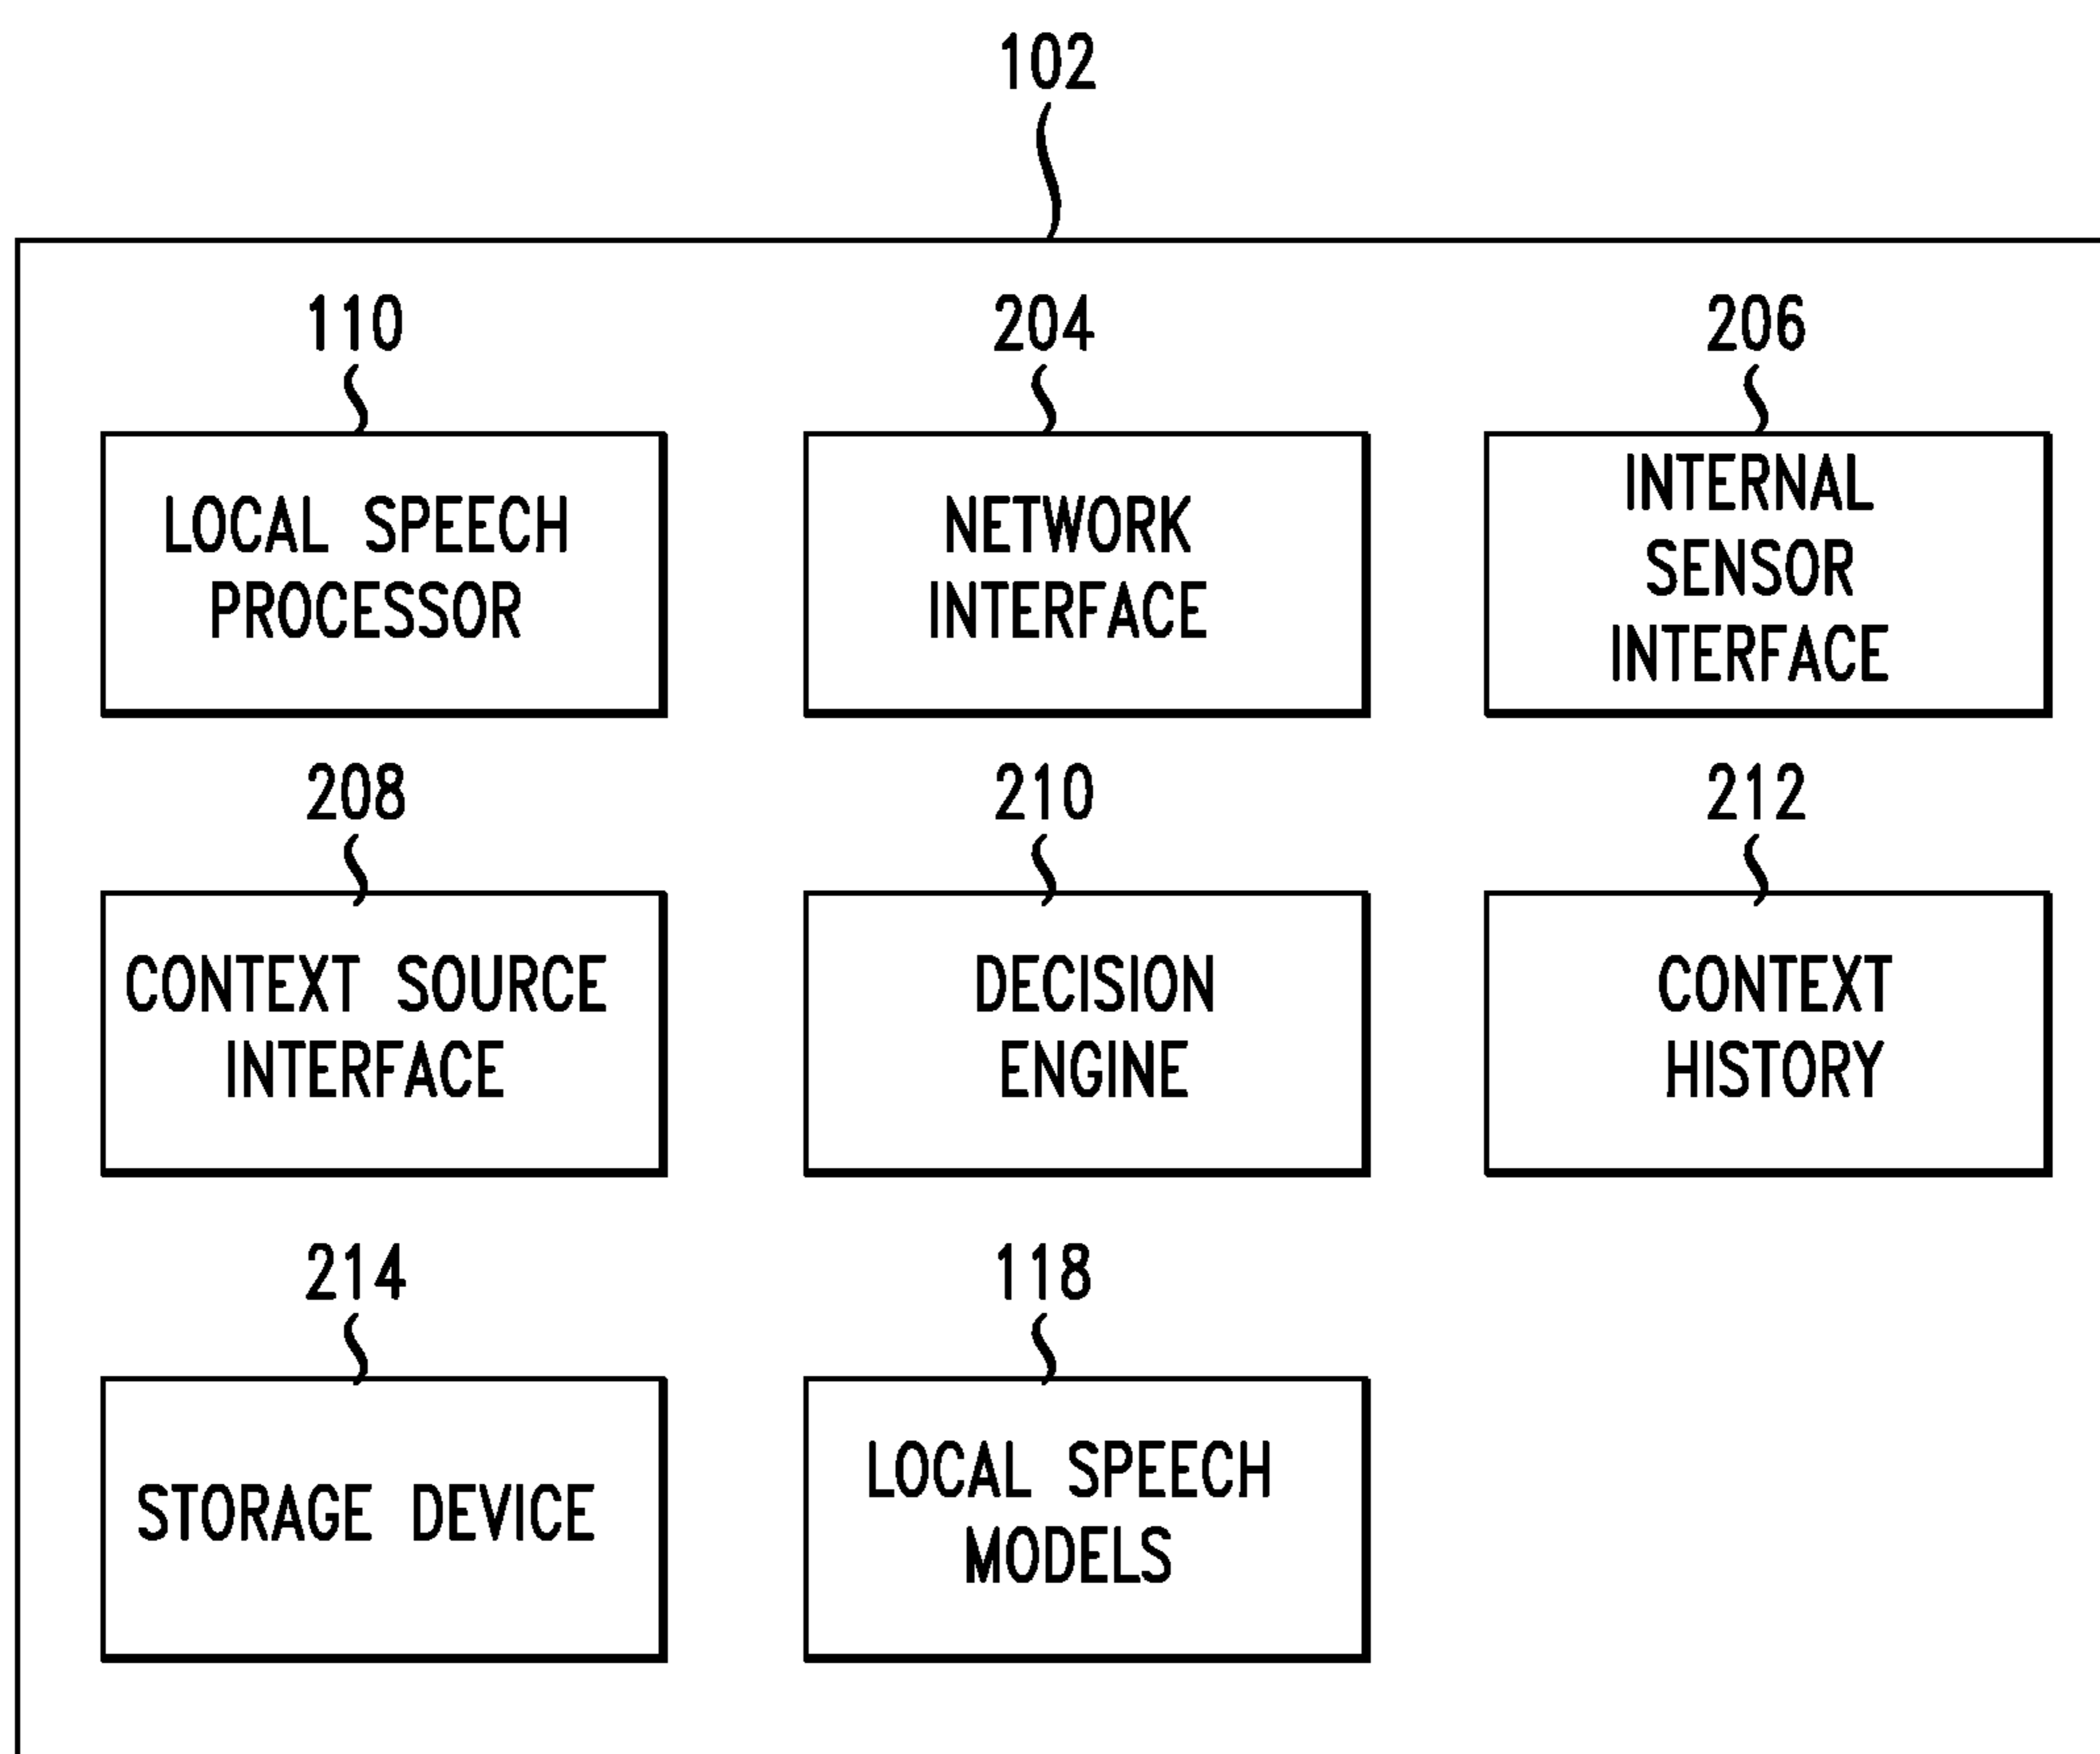 102
110
204
206
LOCAL SPEECH
PROCESSOR
NETWORK
INTERFACE
INTERNAL
SENSOR
INTERFACE
208
210
212
CONTEXT SOURCE
INTERFACE
DECISION
ENGINE
CONTEXT
HISTORY
214
118
STORAGE DEVICE
LOCAL SPEECH
MODELS